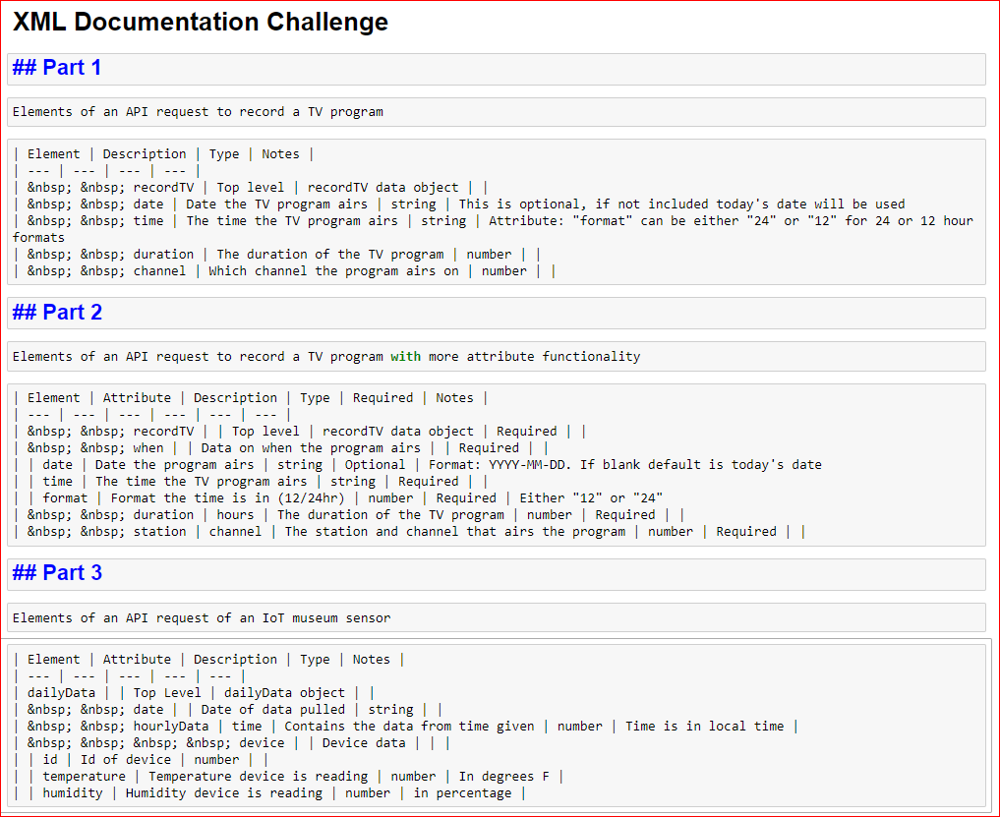 XML Documentation Challenge
## Part 1
Elements of an API request to record a TV program
| Element | Description | Type | Notes |
| --- | --- | --- | --- |
| &nbsp; &nbsp; recordTV | Top level | recordTV data object | |
| &nbsp; &nbsp; date | Date the TV program airs | string | This is optional, if not included today's date will be used
| &nbsp; &nbsp; time | The time the TV program airs | string | Attribute: "format" can be either "24" or "12" for 24 or 12 hour
formats
| &nbsp; &nbsp; duration | The duration of the TV program | number | |
| &nbsp; &nbsp; channel | Which channel the program airs on | number | |
## Part 2
Elements of an API request to record a TV program with more attribute functionality
| Element | Attribute | Description | Type | Required | Notes |
| --- | --- | --- | --- | --- | --- |
| &nbsp; &nbsp; recordTV | | Top level | recordTV data object | Required | |
| &nbsp; &nbsp; when | | Data on when the program airs | | Required | |
| | date | Date the program airs | string | Optional | Format: YYYY-MM-DD. If blank default is today's date
| | time | The time the TV program airs | string | Required | |
| | format | Format the time is in (12/24hr) | number | Required | Either "12" or "24"
| &nbsp; &nbsp; duration | hours | The duration of the TV program | number | Required | |
| &nbsp; &nbsp; station | channel | The station and channel that airs the program | number | Required | |
## Part 3
Elements of an API request of an IoT museum sensor
| Element | Attribute | Description | Type | Notes |
| --- | --- | --- | --- | --- |
| dailyData | | Top Level | dailyData object | |
| &nbsp; &nbsp; date | | Date of data pulled | string | |
| &nbsp; &nbsp; hourlyData | time | Contains the data from time given | number | Time is in local time |
| &nbsp; &nbsp; &nbsp; &nbsp; device | | Device data | | |
| | id | Id of device | number | |
| | temperature | Temperature device is reading | number | In degrees F |
| | humidity | Humidity device is reading | number | in percentage |